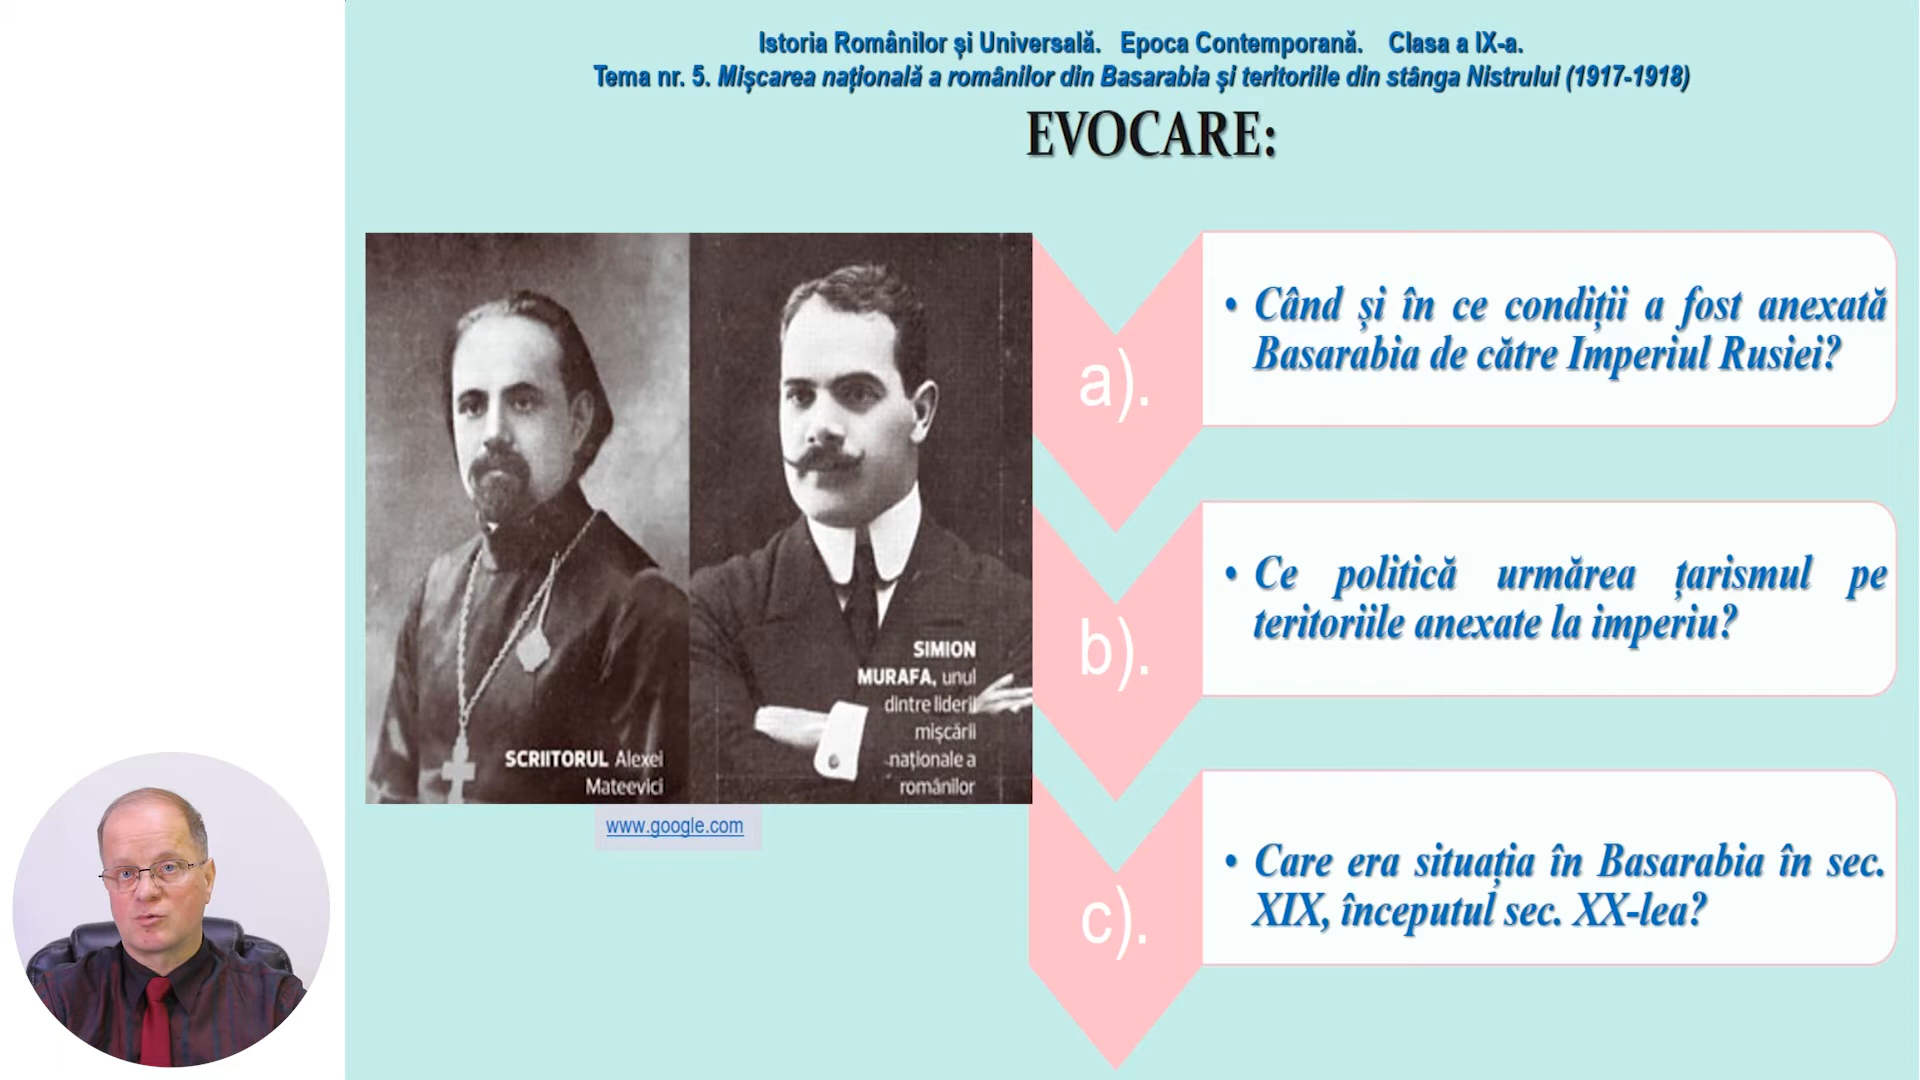 Istoria Românilor și Universală. Epoca Contemporană. Clasa a IX-a.
Tema nr. 5. Mișcarea națională a românilor din Basarabia și teritoriile din stânga Nistrului (1917-1918)
EVOCARE:
SCRIITORUL Alexei
Mateevici
SIMION
MURAFA, unul
dintre liderii
mișcării
naționale a
românilor
www.google.com
a).
• Când și în ce condiții a fost anexată
Basarabia de către Imperiul Rusiei?
b).
• Ce politică urmărea țarismul pe
teritoriile anexate la imperiu?
c).
• Care era situația în Basarabia în sec.
XIX, începutul sec. XX-lea?